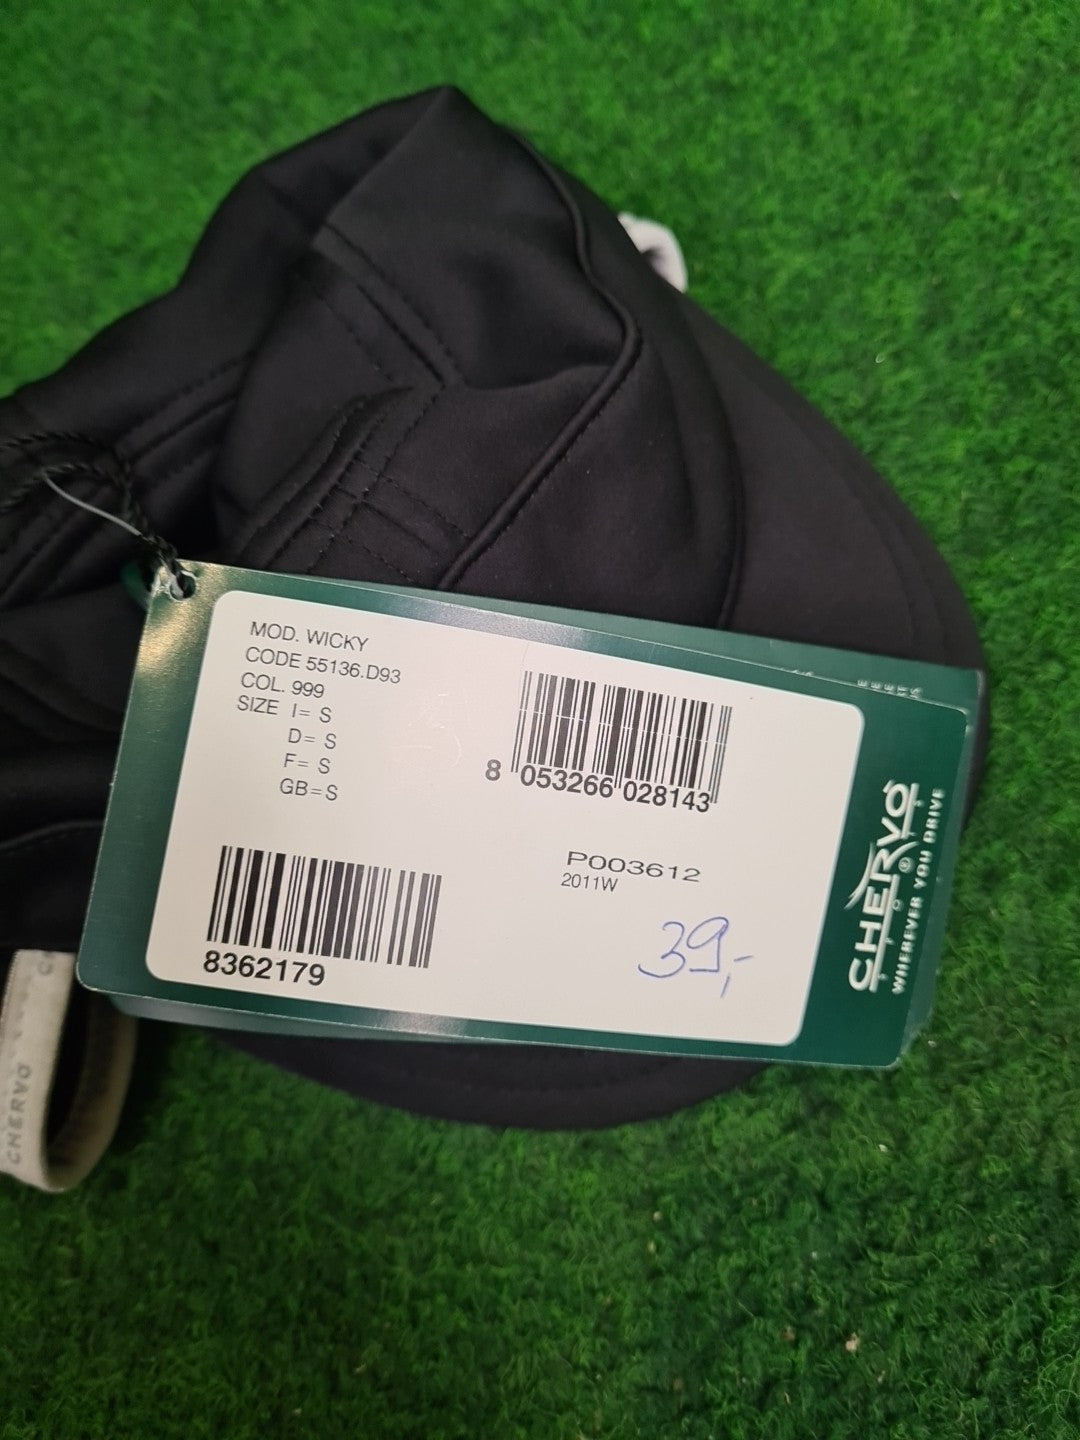 MOD. WICKY
CODE 55136.D93
COL. 999
SIZE I= S
D= S
F= S
GB=S
8 053266 028143
P003612
2011W
8362179
39,-
CHERVÒ®
WHEREVER YOU DRIVE
CHERVO